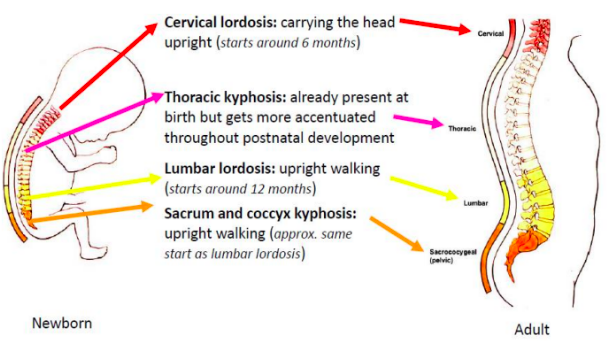 Cervical lordosis: carrying the head
upright (starts around 6 months)
Thoracic kyphosis: already present at
birth but gets more accentuated
throughout postnatal development
Lumbar lordosis: upright walking
(starts around 12 months)
Sacrum and coccyx kyphosis:
upright walking (approx. same
start as lumbar lordosis)
Cervical
Thoracic
Lumbar
Sacrococygeal
(pelvic)
Newborn
Adult